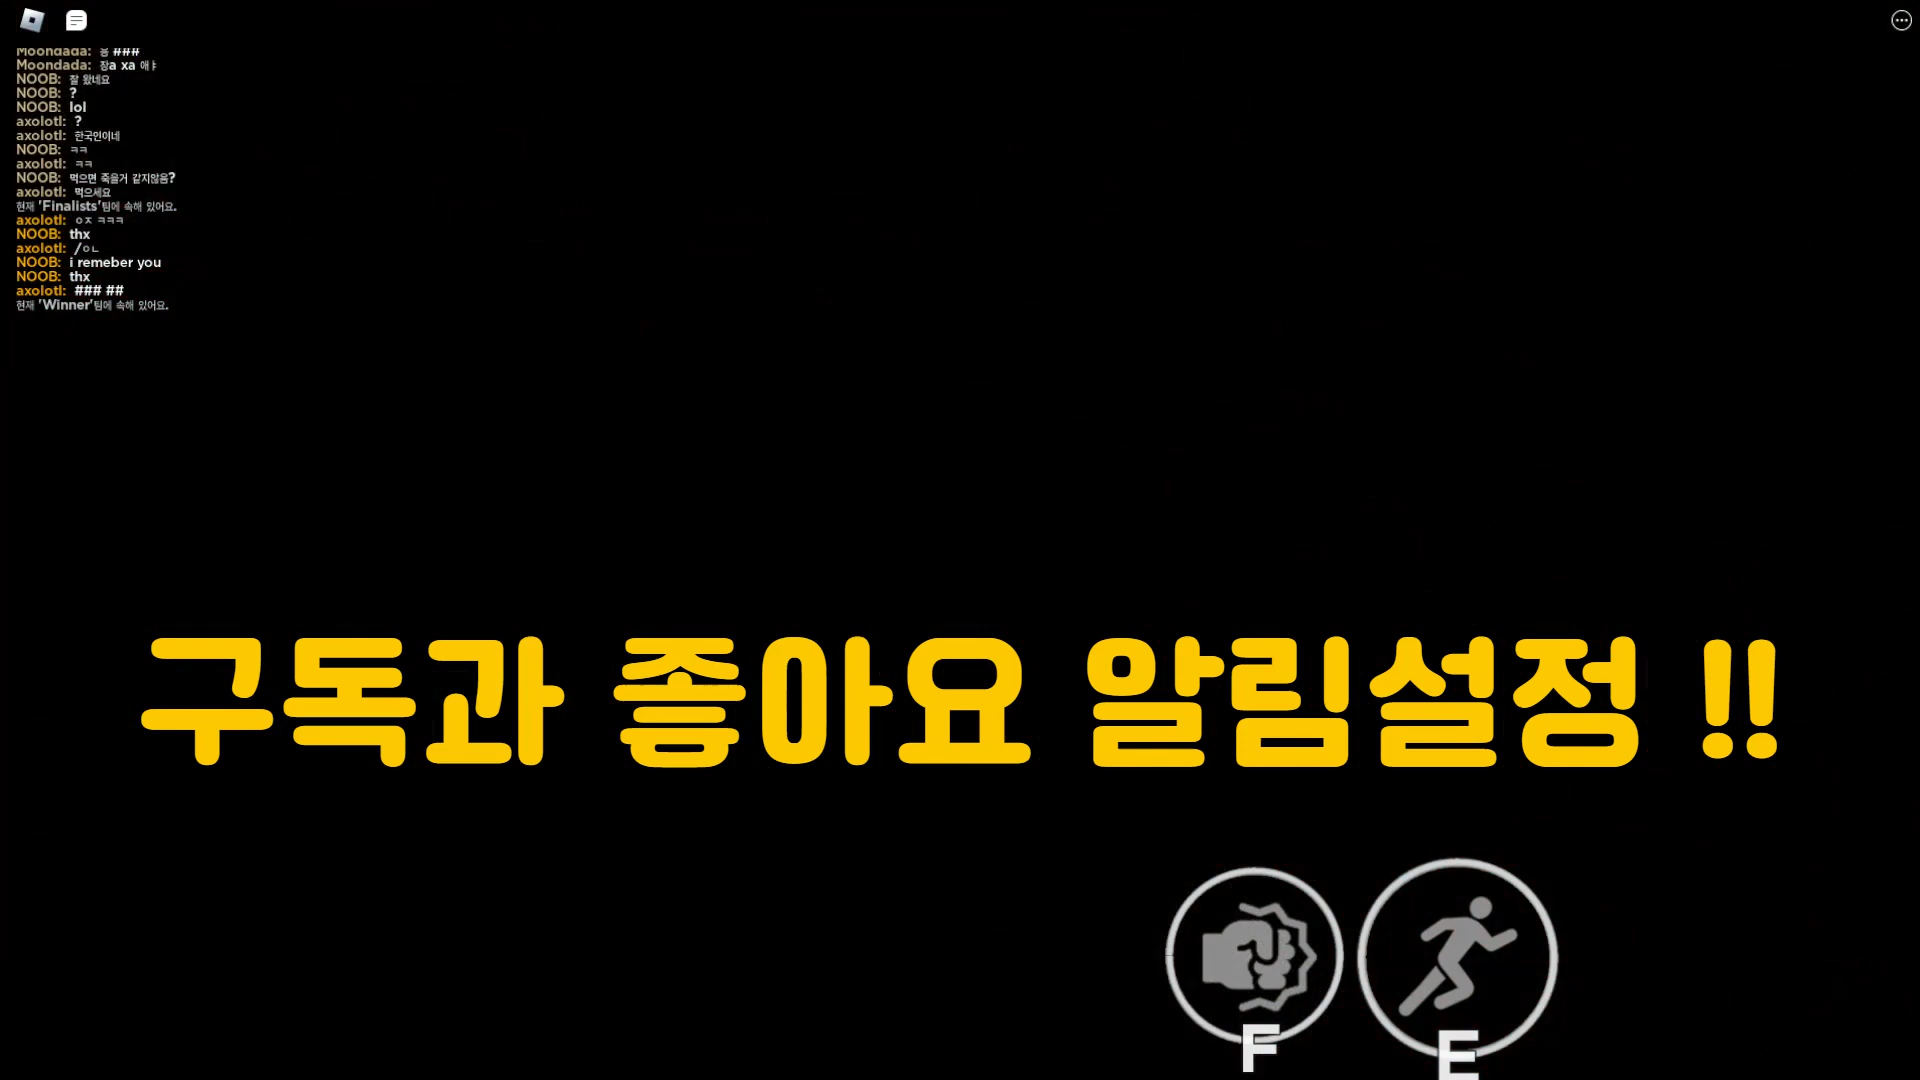 Moondada: 용 ###
Moondada: 장a xa 애ㅑ
NOOB: 잘 왔네요
NOOB: ?
NOOB: lol
axolotl: ?
axolotl: 한국인이네
NOOB: ㅋㅋ
axolotl: ㅋㅋ
NOOB: 먹으면 죽을거 같지않음?
axolotl: 먹으세요
현재 'Finalists'팀에 속해 있어요.
axolotl: ㅇㅈ ㅋㅋㅋ
NOOB: thx
axolotl: /ㅇㄴ
NOOB: i remeber you
NOOB: thx
axolotl: ### ##
현재 'Winner'팀에 속해 있어요.
구독과 좋아요 알림설정 !!
F
E